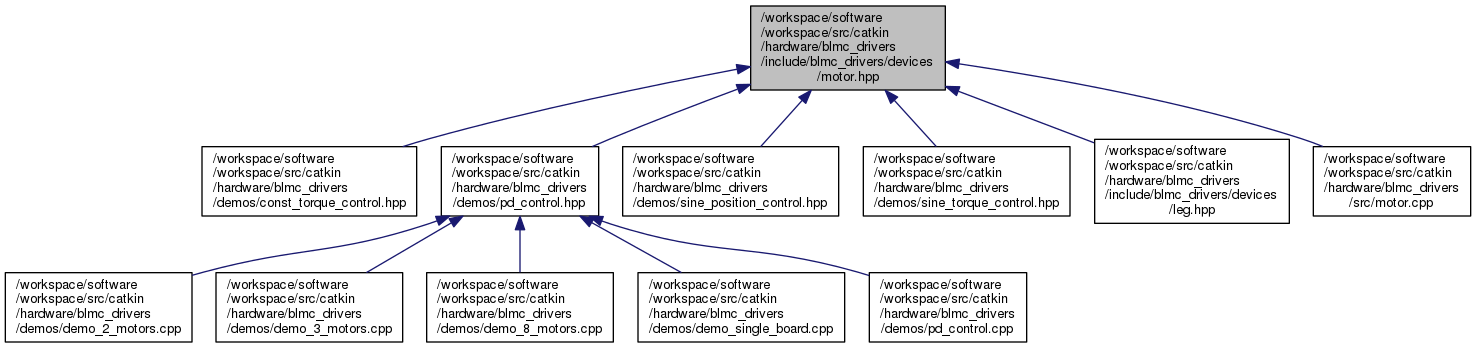 /workspace/software
/workspace/src/catkin
/hardware/blmc_drivers
/include/blmc_drivers/devices
/motor.hpp
/workspace/software
/workspace/src/catkin
/hardware/blmc_drivers
/demos/const_torque_control.hpp
/workspace/software
/workspace/src/catkin
/hardware/blmc_drivers
/demos/pd_control.hpp
/workspace/software
/workspace/src/catkin
/hardware/blmc_drivers
/demos/sine_position_control.hpp
/workspace/software
/workspace/src/catkin
/hardware/blmc_drivers
/demos/sine_torque_control.hpp
/workspace/software
/workspace/src/catkin
/hardware/blmc_drivers
/include/blmc_drivers/devices
/leg.hpp
/workspace/software
/workspace/src/catkin
/hardware/blmc_drivers
/src/motor.cpp
/workspace/software
/workspace/src/catkin
/hardware/blmc_drivers
/demos/demo_2_motors.cpp
/workspace/software
/workspace/src/catkin
/hardware/blmc_drivers
/demos/demo_3_motors.cpp
/workspace/software
/workspace/src/catkin
/hardware/blmc_drivers
/demos/demo_8_motors.cpp
/workspace/software
/workspace/src/catkin
/hardware/blmc_drivers
/demos/demo_single_board.cpp
/workspace/software
/workspace/src/catkin
/hardware/blmc_drivers
/demos/pd_control.cpp